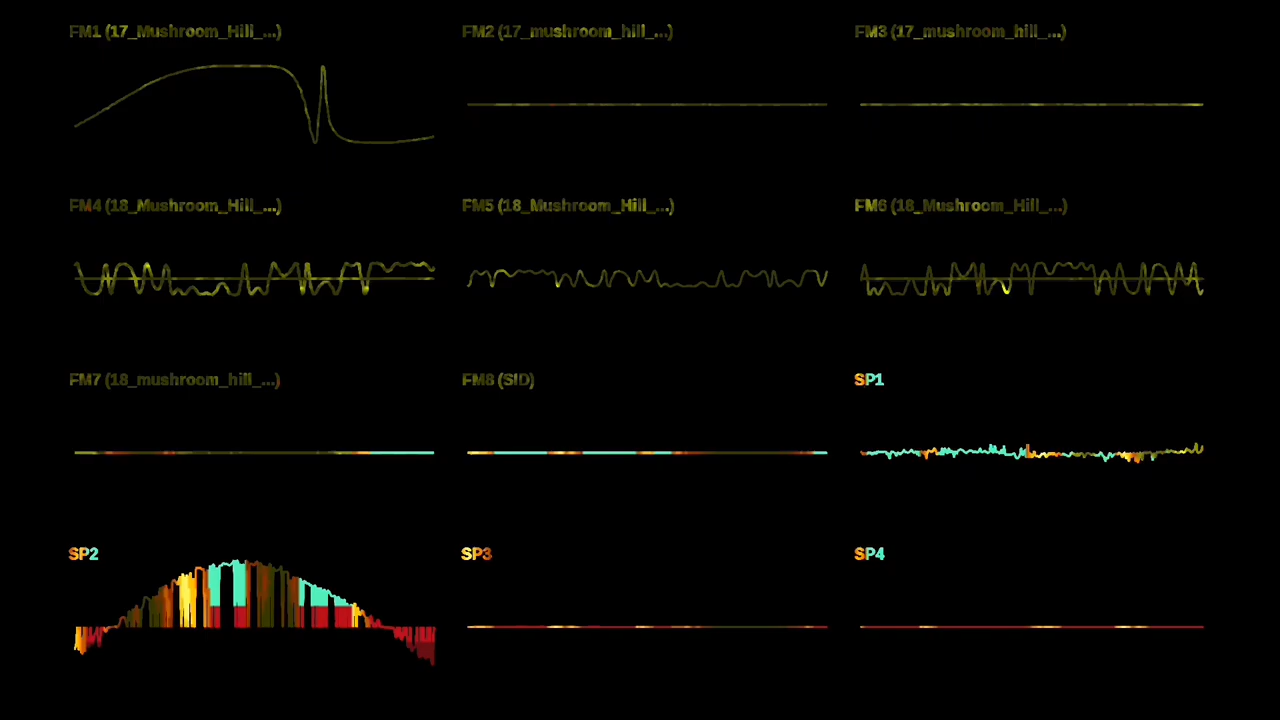 FM1 (17_Mushroom_Hill_...)
FM2 (17_mushroom_hill_...)
FM3 (17_mushroom_hill_...)
FM4 (18_Mushroom_Hill_...)
FM5 (18_Mushroom_Hill_...)
FM6 (18_Mushroom_Hill_...)
FM7 (18_mushroom_hill_...)
FM8 (SID)
SP1
SP2
SP3
SP4